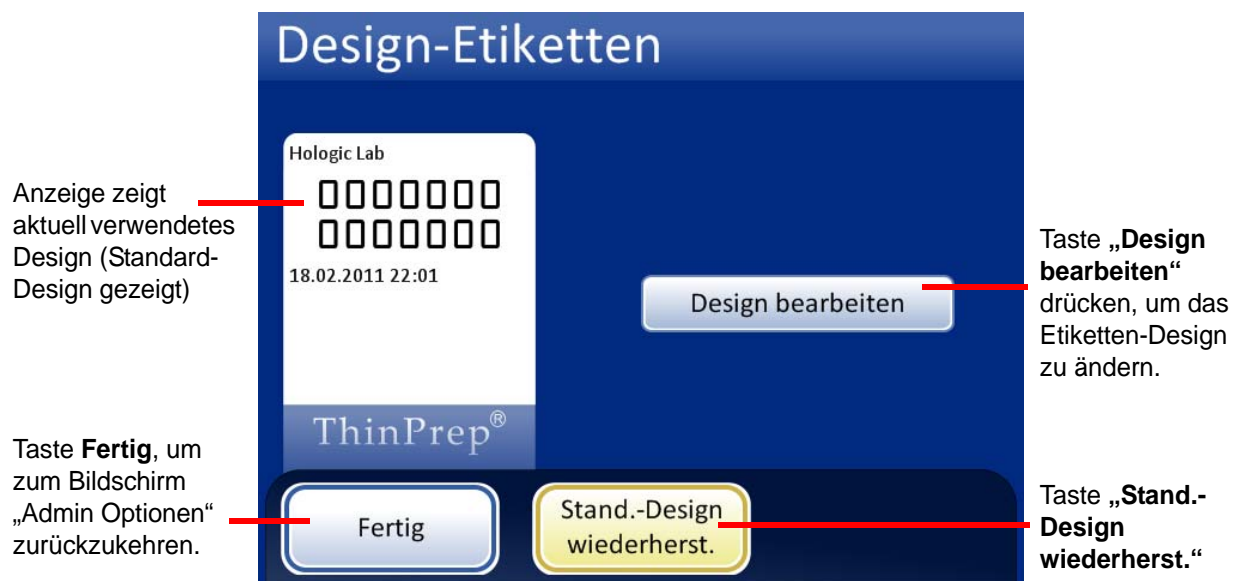 Design-Etiketten
Anzeige zeigt
aktuell verwendetes
Design (Standard-
Design gezeigt)
Hologic Lab
0000000
0000000
18.02.2011 22:01
ThinPrep®
Design bearbeiten
Taste „Design
bearbeiten“
drücken, um das
Etiketten-Design
zu ändern.
Taste Fertig, um
zum Bildschirm
„Admin Optionen“
zurückzukehren.
Fertig
Stand.-Design
wiederherst.
Taste „Stand.-
Design
wiederherst.“